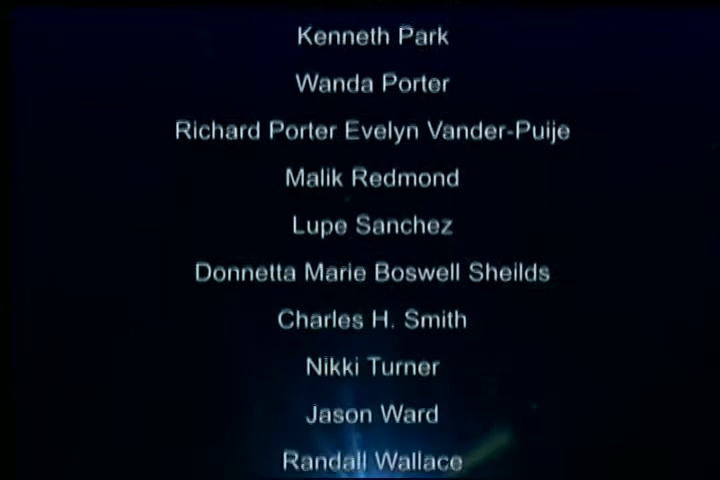 Kenneth Park
Wanda Porter
Richard Porter Evelyn Vander-Puije
Malik Redmond
Lupe Sanchez
Donnetta Marie Boswell Sheilds
Charles H. Smith
Nikki Turner
Jason Ward
Randall Wallace